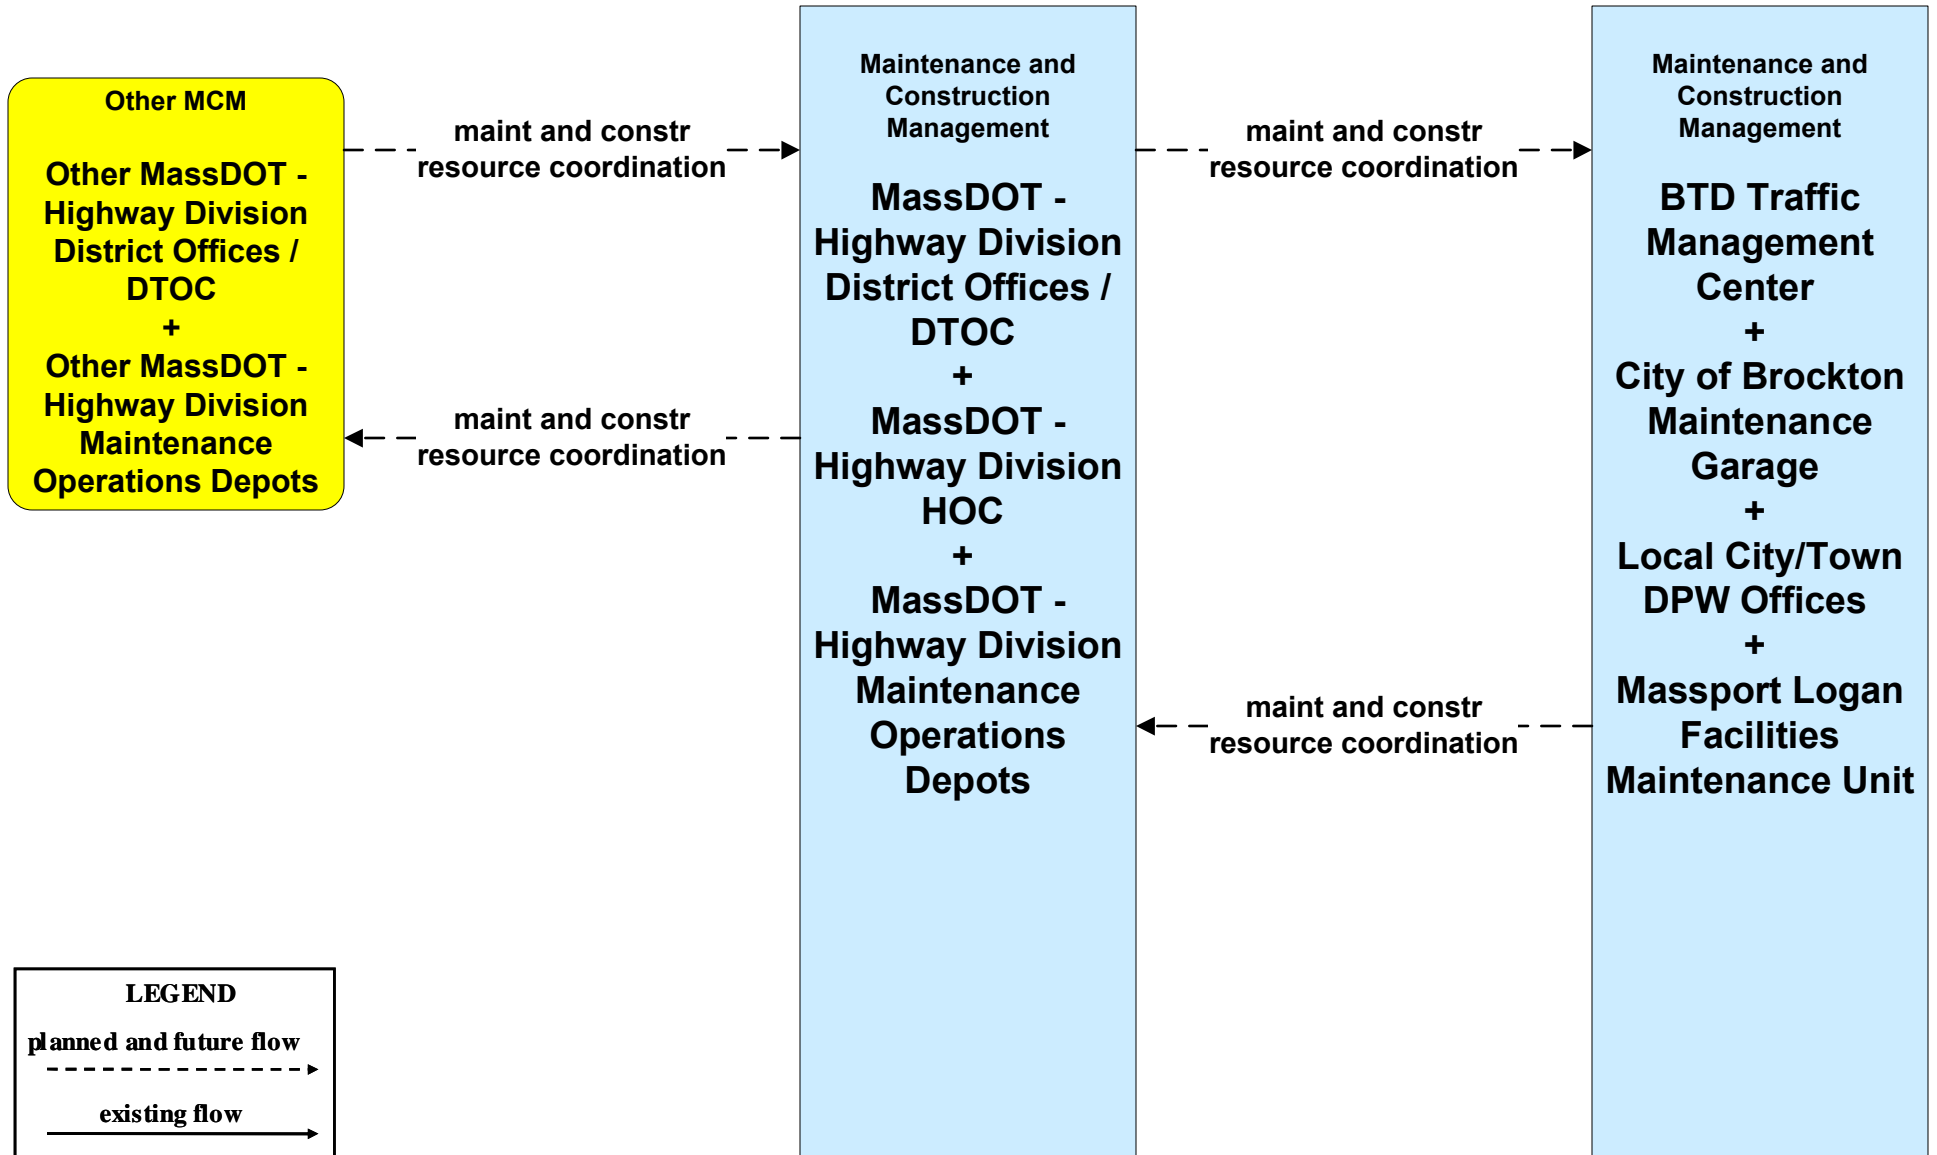 Other MCM
Other MassDOT -
Highway Division
District Offices /
DTOC
+
Other MassDOT -
Highway Division
Maintenance
Operations Depots
maint and constr
resource coordination
maint and constr
resource coordination
Maintenance and
Construction
Management
MassDOT -
Highway Division
District Offices /
DTOC
+
MassDOT -
Highway Division
HOC
+
MassDOT -
Highway Division
Maintenance
Operations
Depots
maint and constr
resource coordination
maint and constr
resource coordination
Maintenance and
Construction
Management
BTD Traffic
Management
Center
+
City of Brockton
Maintenance
Garage
+
Local City/Town
DPW Offices
+
Massport Logan
Facilities
Maintenance Unit
LEGEND
planned and future flow
existing flow